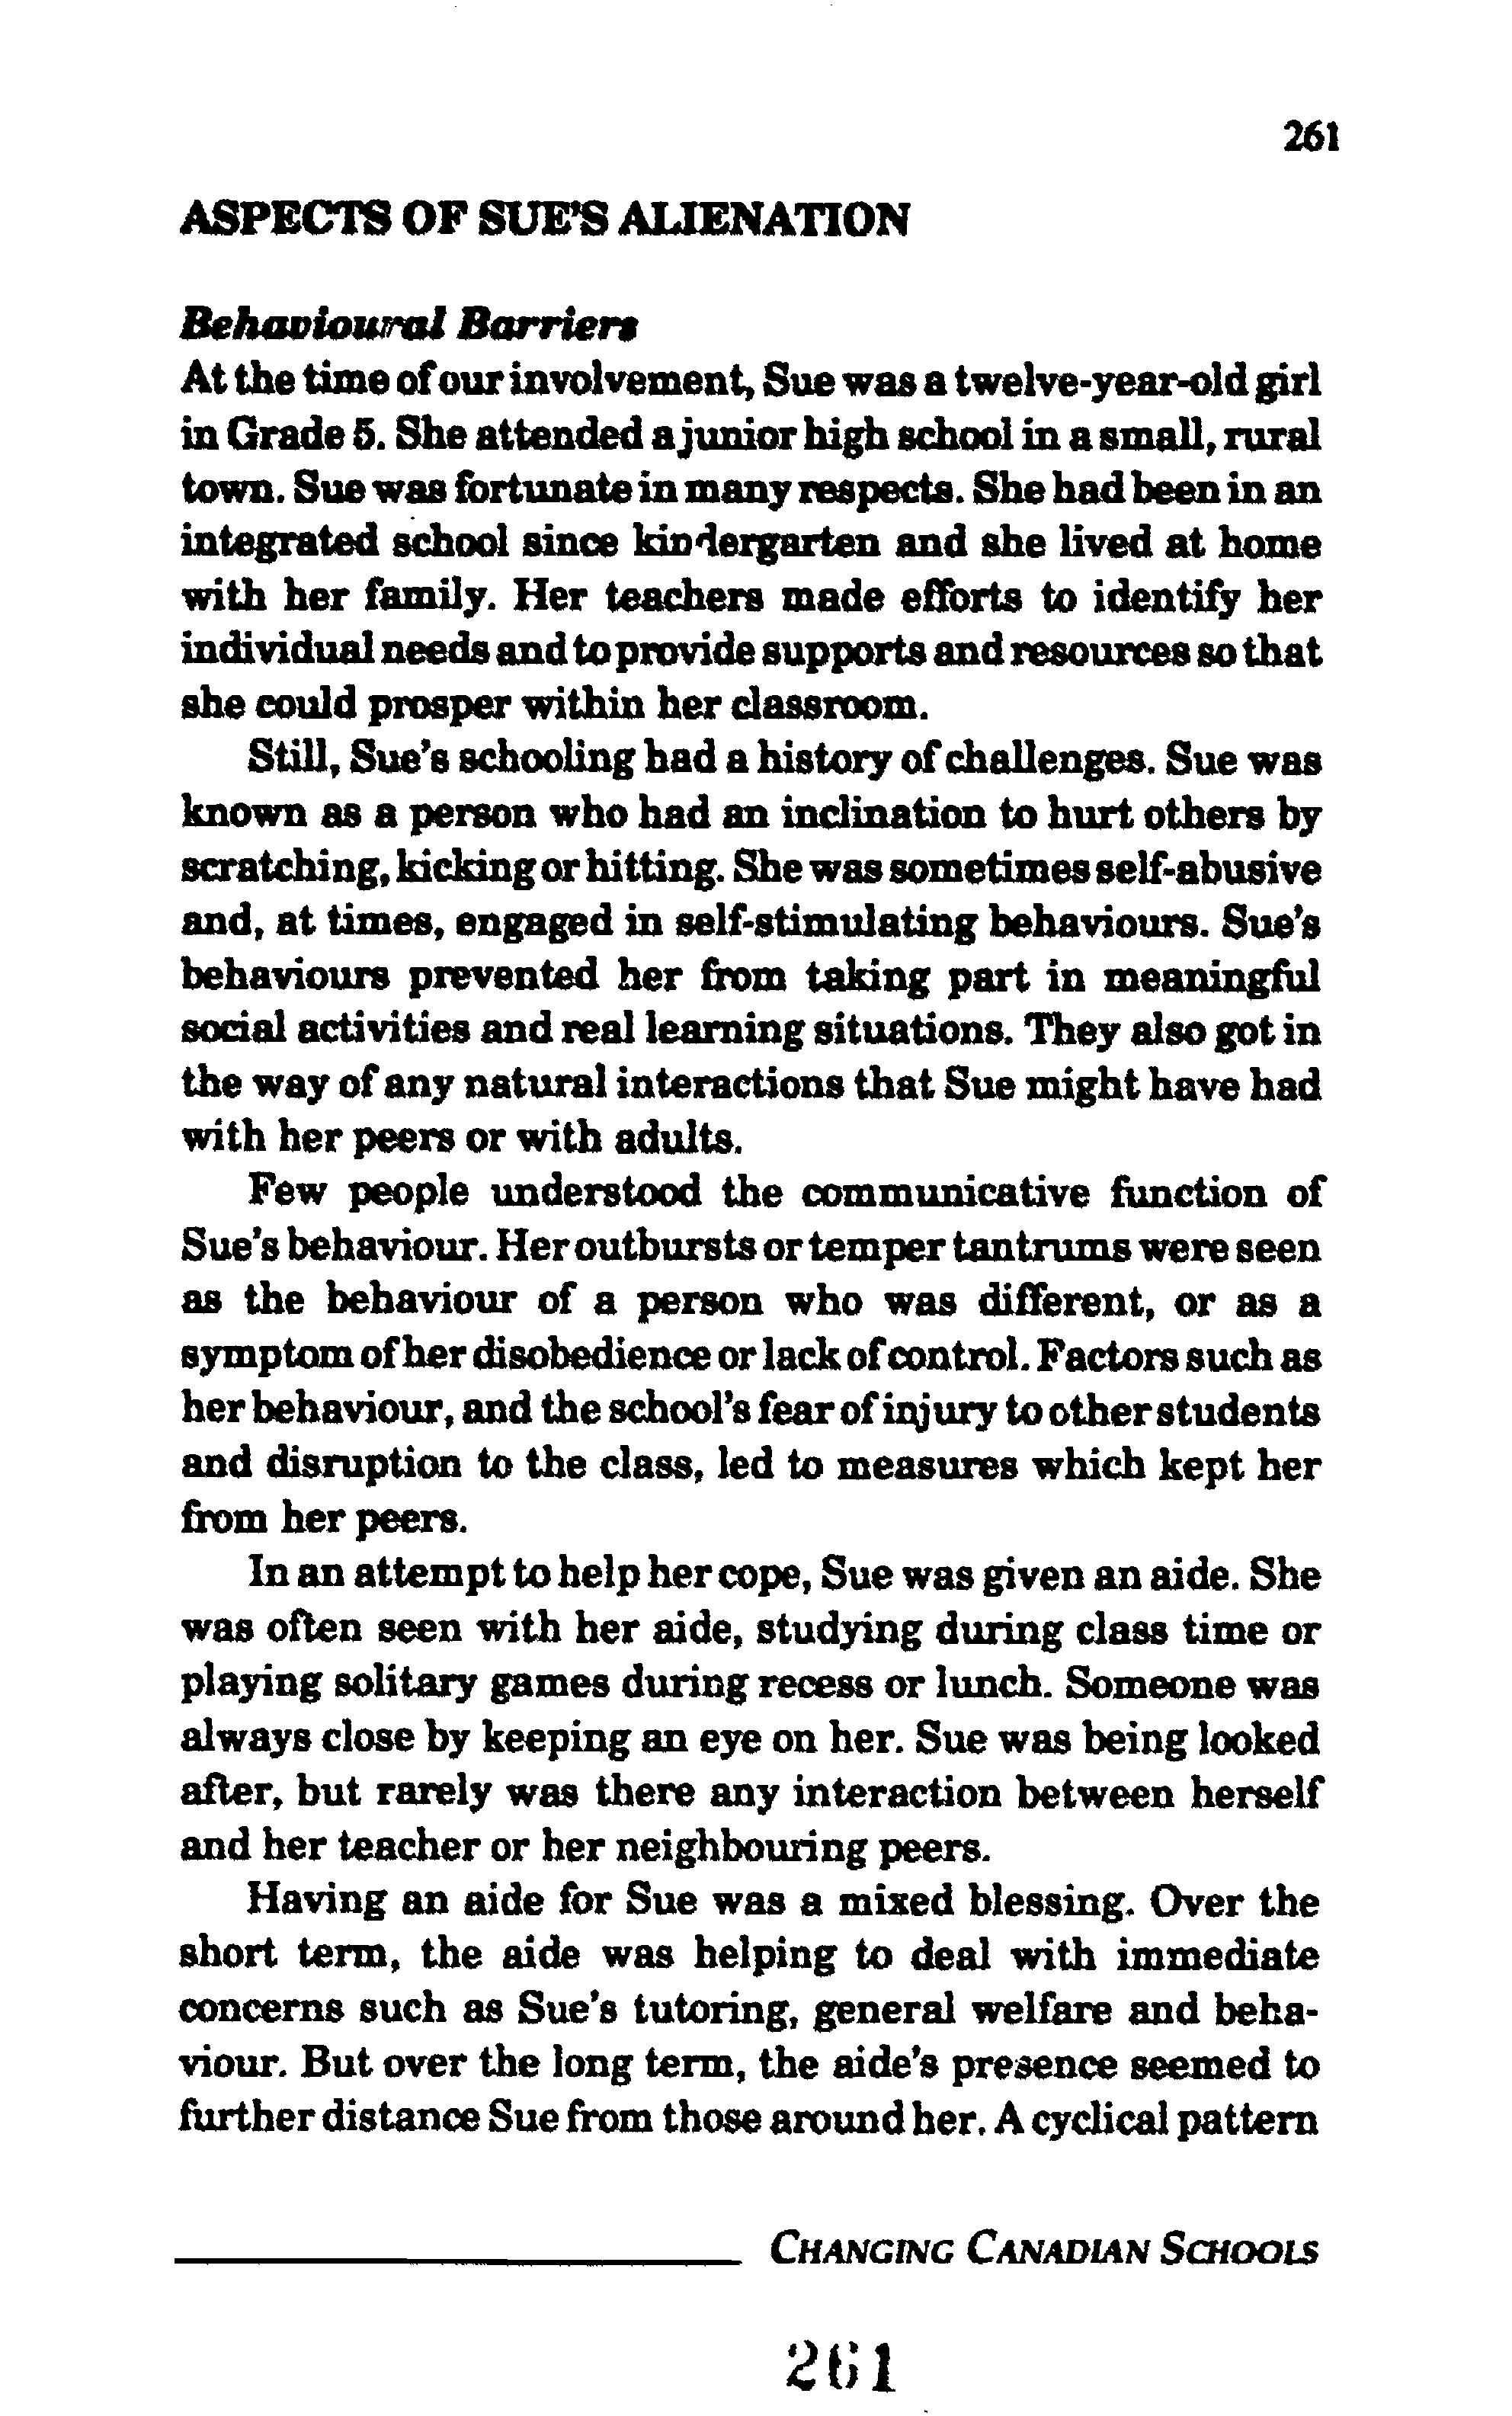 261
ASPECTS OF SUE'S ALIENATION
Behavioural Barriers
At the time of our involvement, Sue was a twelve-year-old girl
in Grade 5. She attended a junior high school in a small, rural
town. Sue was fortunate in many respects. She had been in an
integrated school since kindergarten and she lived at home
with her family. Her teachers made efforts to identify her
individual needs and to provide supports and resources so that
she could prosper within her classroom.
Still, Sue's schooling had a history of challenges. Sue was
known as a person who had an inclination to hurt others by
scratching, kicking or hitting. She was sometimes self-abusive
and, at times, engaged in self-stimulating behaviours. Sue's
behaviours prevented her from taking part in meaningful
social activities and real learning situations. They also got in
the way of any natural interactions that Sue might have had
with her peers or with adults.
Few people understood the communicative function of
Sue's behaviour. Her outbursts or temper tantrums were seen
as the behaviour of a person who was different, or as a
symptom of her disobedience or lack of control. Factors such as
her behaviour, and the school's fear of injury to other students
and disruption to the class, led to measures which kept her
from her peers.
In an attempt to help her cope, Sue was given an aide. She
was often seen with her aide, studying during class time or
playing solitary games during recess or lunch. Someone was
always close by keeping an eye on her. Sue was being looked
after, but rarely was there any interaction between herself
and her teacher or her neighbouring peers.
Having an aide for Sue was a mixed blessing. Over the
short term, the aide was helping to deal with immediate
concerns such as Sue's tutoring, general welfare and beha-
viour. But over the long term, the aide's presence seemed to
further distance Sue from those around her. A cyclical pattern
CHANGING CANADIAN SCHOOLS
261